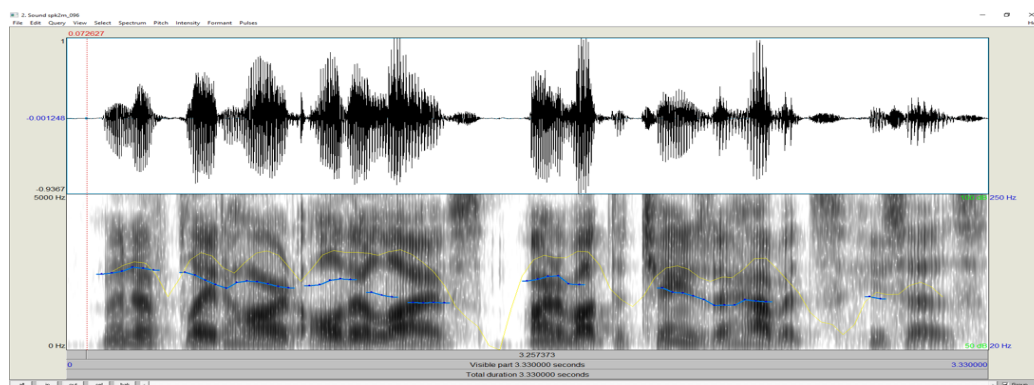 2. Sound spk2m_096
File Edit Query View Select Spectrum Pitch Intensity Formant Pulses
0.072627
1
-0.001248
-0.9367
5000 Hz
250 Hz
0 Hz
50 dB 20 Hz
3.257373
0 Visible part 3.330000 seconds 3.330000
Total duration 3.330000 seconds